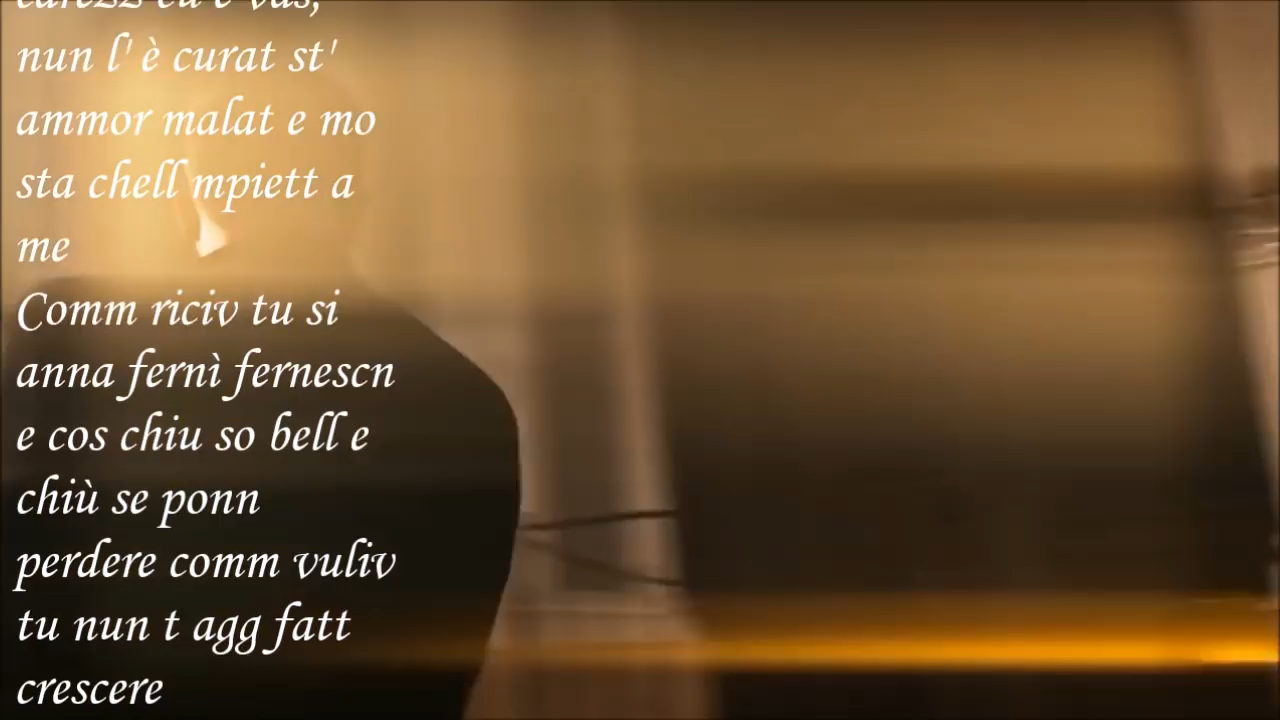 nun l' è curat st'
ammor malat e mo
sta chell mpiett a
me
Comm riciv tu si
anna fernì fernescn
e cos chiu so bell e
chiù se ponn
perdere comm vuliv
tu nun t agg fatt
crescere